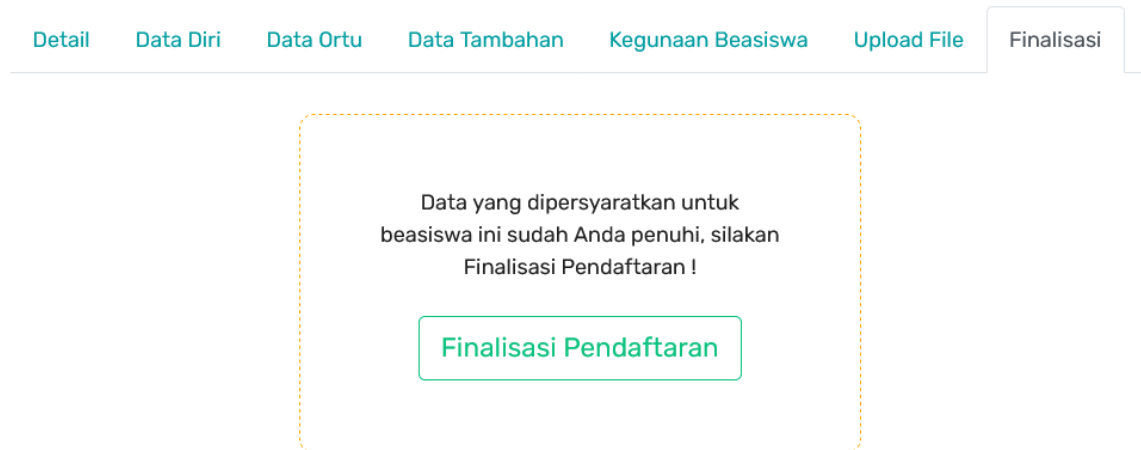 Detail Data Diri Data Ortu Data Tambahan Kegunaan Beasiswa Upload File Finalisasi
Data yang dipersyaratkan untuk
beasiswa ini sudah Anda penuhi, silakan
Finalisasi Pendaftaran !
Finalisasi Pendaftaran